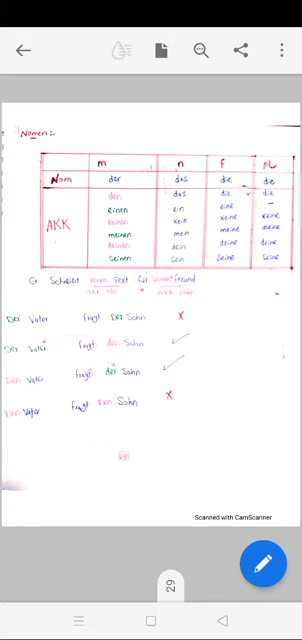 Nomen :-
m n f pl
Nom der das die die
den das die die
einen ein eine -
AKK keinen kein keine keine
meinen mein meine meine
deinen dein deine deine
seinen sein seine seine
Er Schreibt einen Text für seinen Freund
Der Vater fragt Der Sohn x
Der Vater fragt den Sohn ✓
Den Vater fragt der Sohn ✓
Den Vater fragt Den Sohn x
Scanned with CamScanner
29